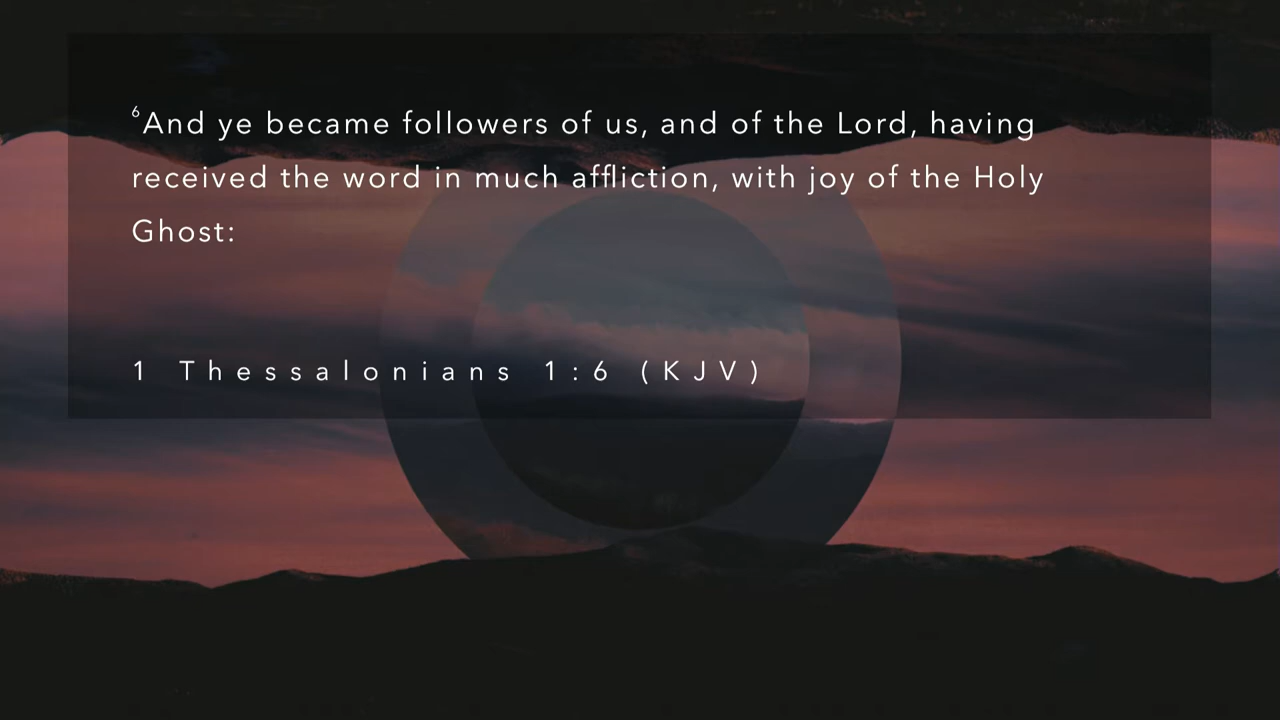 ⁶And ye became followers of us, and of the Lord, having
received the word in much affliction, with joy of the Holy
Ghost:
1 Thessalonians 1:6 (KJV)